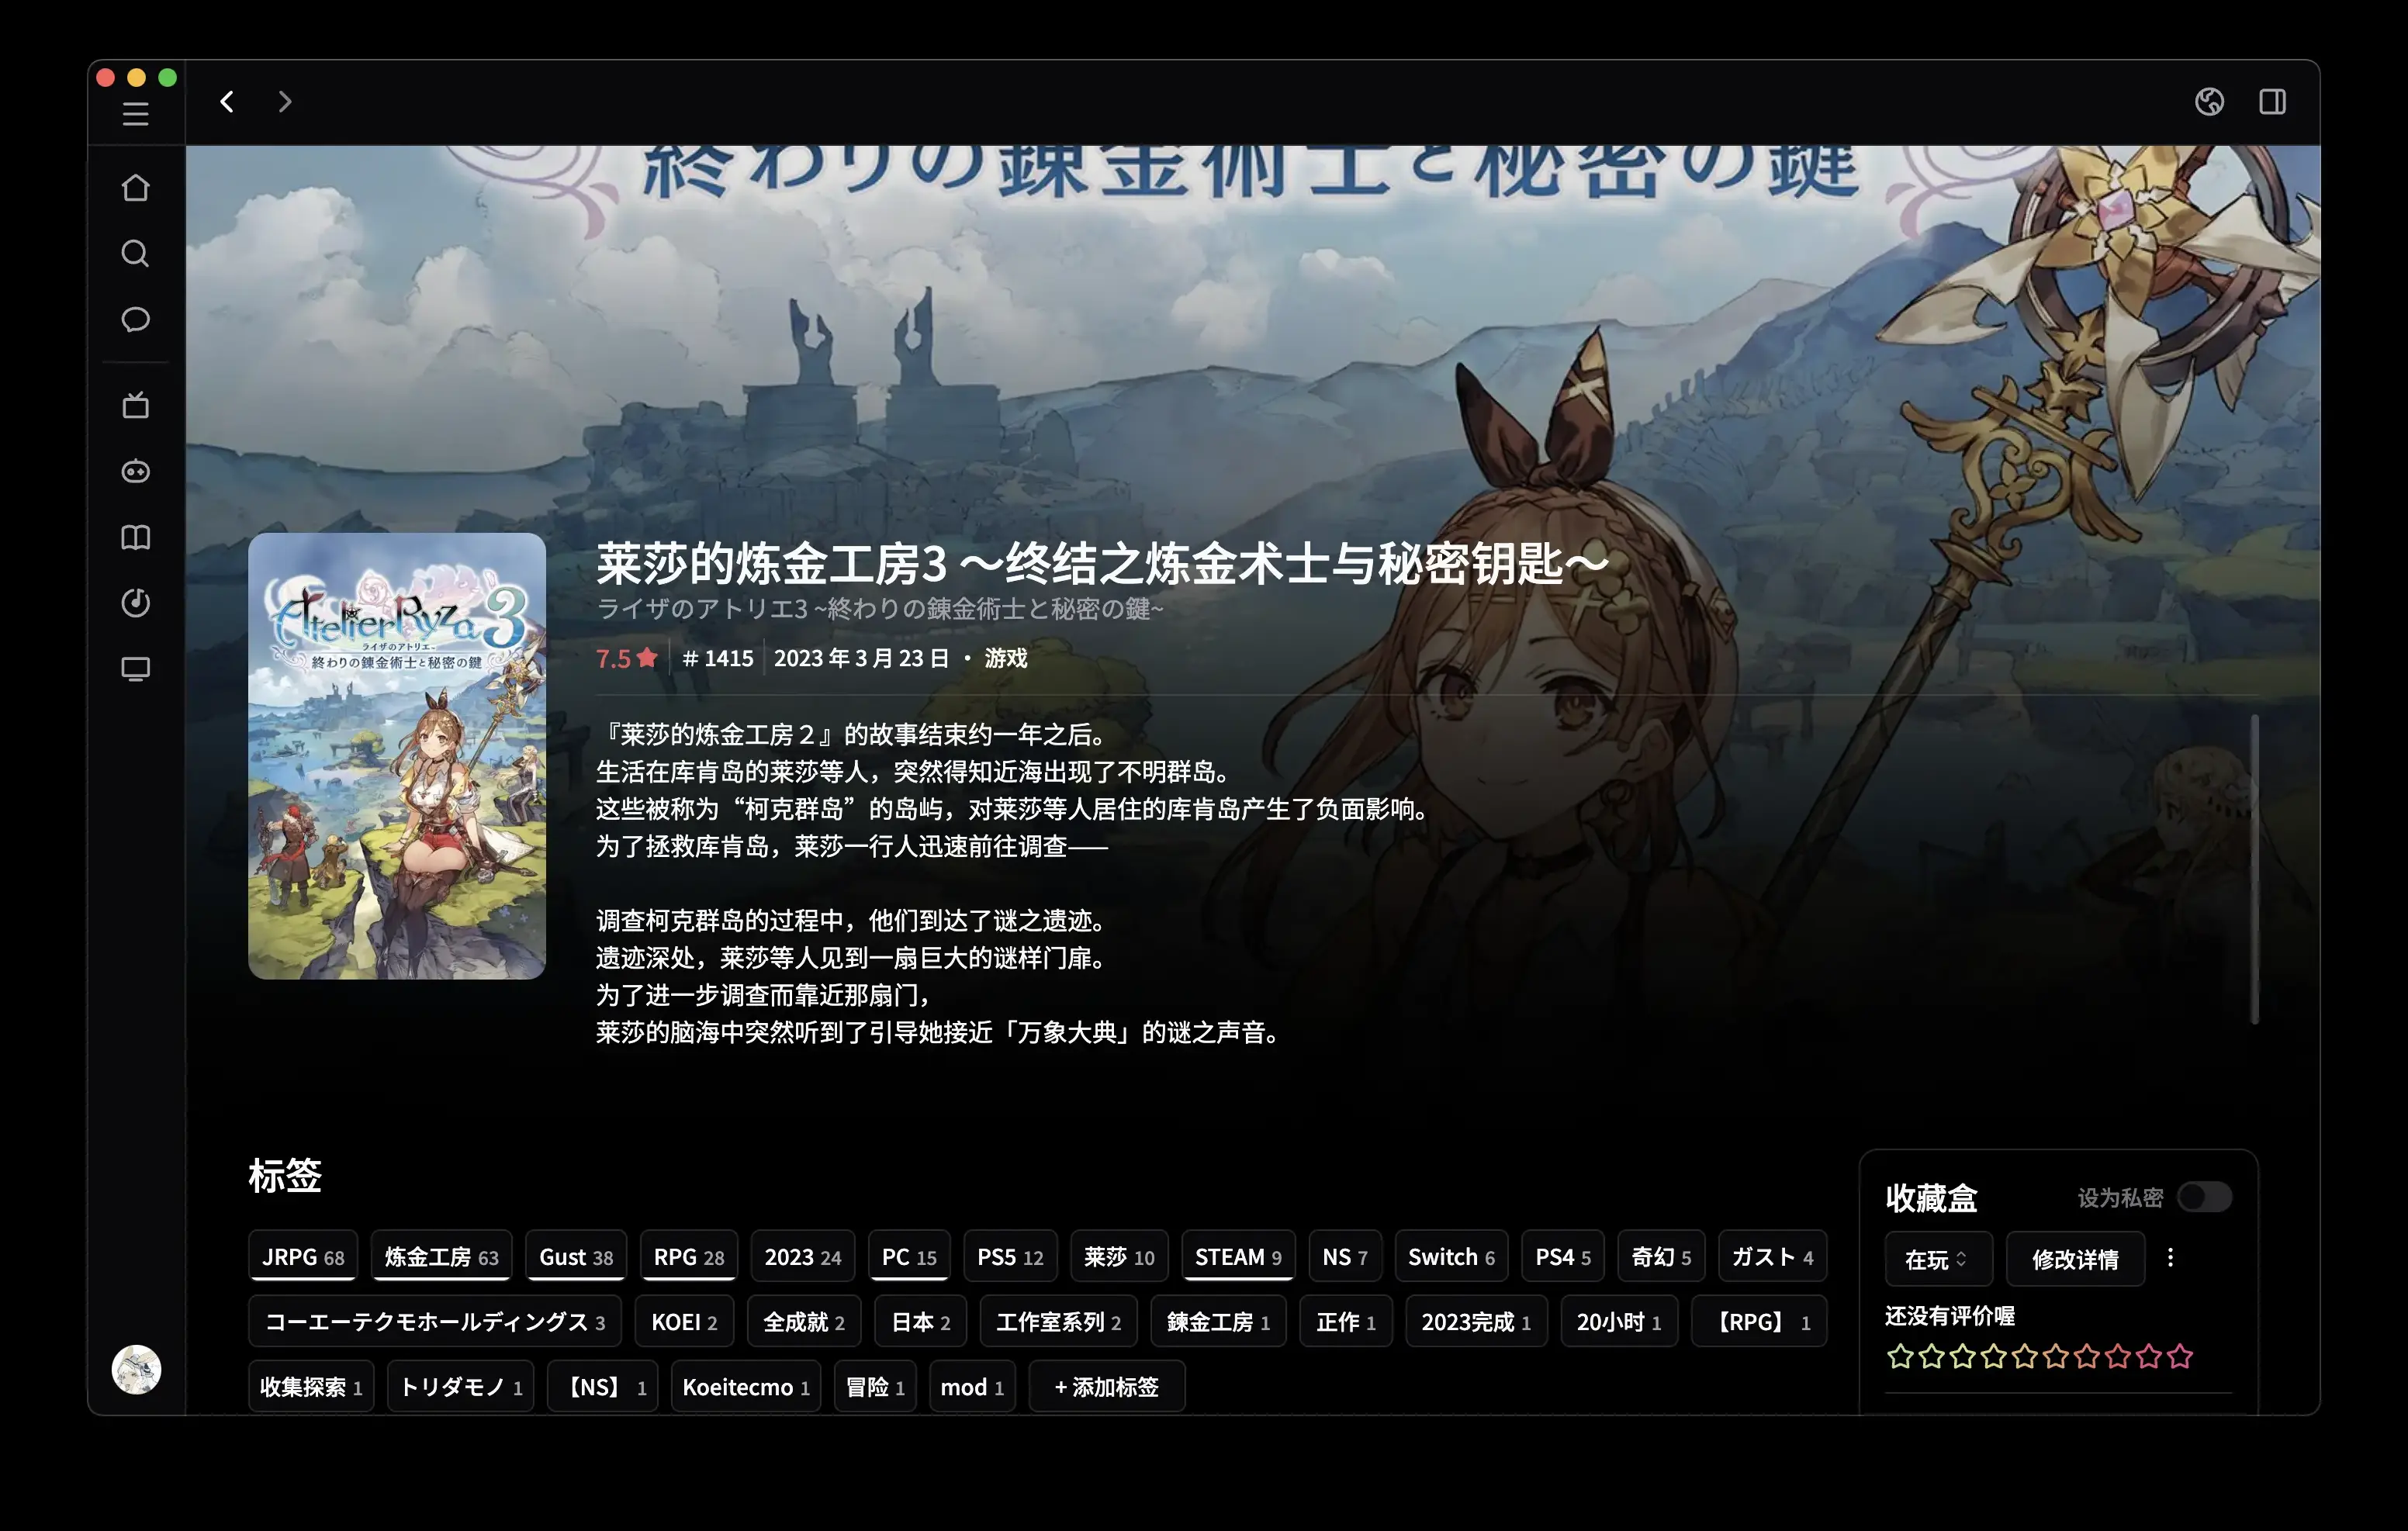 終わりの錬金術士と秘密の鍵
Atelier Ryza 3
ライザのアトリエ3
終わりの錬金術士と秘密の鍵
莱莎的炼金工房3 ～终结之炼金术士与秘密钥匙～
ライザのアトリエ3 ~終わりの錬金術士と秘密の鍵~
7.5 # 1415 2023 年 3 月 23 日 · 游戏
『莱莎的炼金工房２』的故事结束约一年之后。
生活在库肯岛的莱莎等人，突然得知近海出现了不明群岛。
这些被称为“柯克群岛”的岛屿，对莱莎等人居住的库肯岛产生了负面影响。
为了拯救库肯岛，莱莎一行人迅速前往调查——
调查柯克群岛的过程中，他们到达了谜之遗迹。
遗迹深处，莱莎等人见到一扇巨大的谜样门扉。
为了进一步调查而靠近那扇门，
莱莎的脑海中突然听到了引导她接近「万象大典」的谜之声音。
标签
JRPG 68 炼金工房 63 Gust 38 RPG 28 2023 24 PC 15 PS5 12 莱莎 10 STEAM 9 NS 7 Switch 6 PS4 5 奇幻 5 ガスト 4
コーエーテクモホールディングス 3 KOEI 2 全成就 2 日本 2 工作室系列 2 錬金工房 1 正作 1 2023完成 1 20小时 1 【RPG】 1
收集探索 1 トリダモノ 1 【NS】 1 Koeitecmo 1 冒险 1 mod 1 + 添加标签
收藏盒 设为私密
在玩 修改详情
还没有评价喔